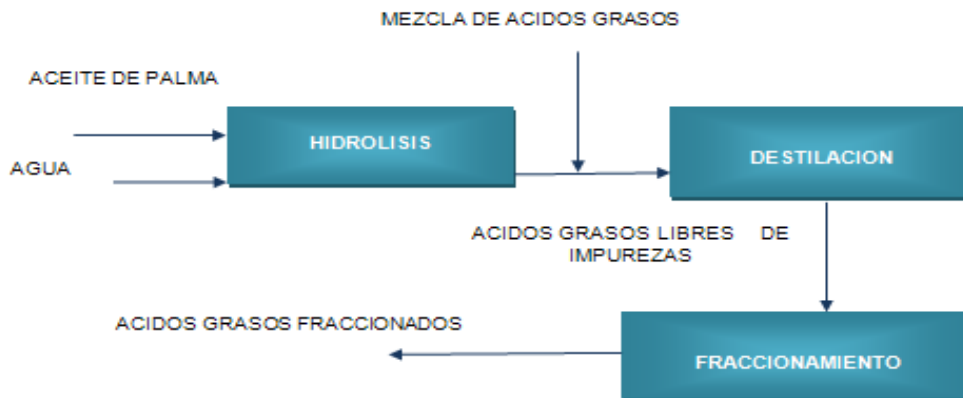 MEZCLA DE ACIDOS GRASOS
ACEITE DE PALMA
HIDROLISIS
AGUA
DESTILACION
ACIDOS GRASOS LIBRES DE
IMPUREZAS
ACIDOS GRASOS FRACCIONADOS
FRACCIONAMIENTO